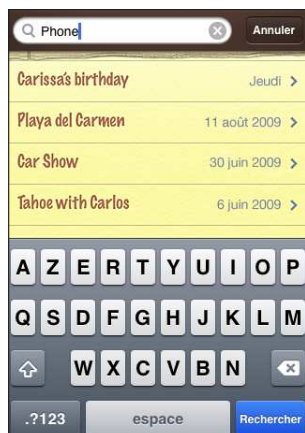 Phone Annuler
Carissa's birthday Jeudi
Playa del Carmen 11 août 2009
Car Show 30 juin 2009
Tahoe with Carlos 6 juin 2009
A Z E R T Y U I O P
Q S D F G H J K L M
W X C V B N
.?123 espace Rechercher